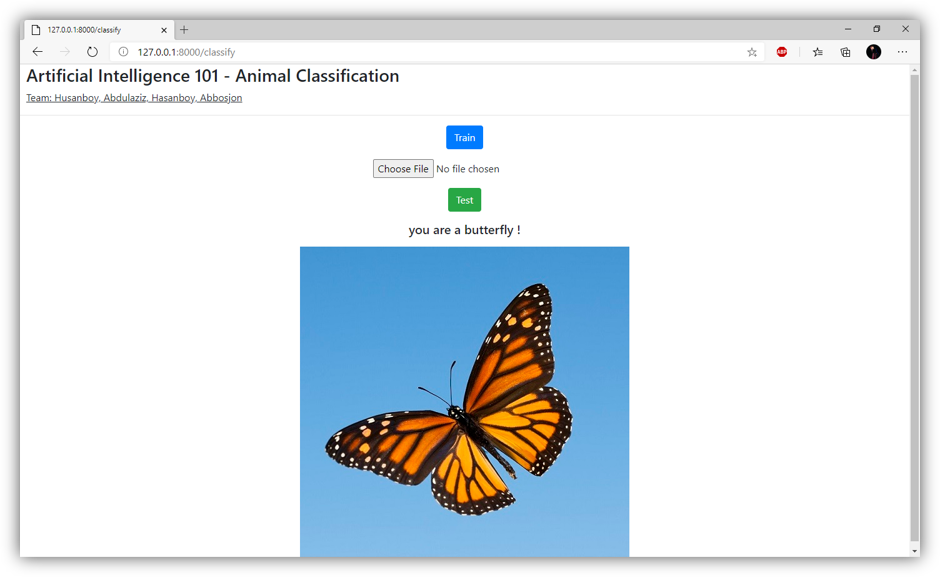 127.0.0.1:8000/classify
127.0.0.1:8000/classify
ABP
Artificial Intelligence 101 - Animal Classification
Team: Husanboy, Abdulaziz, Hasanboy, Abbosjon
Train
Choose File No file chosen
Test
you are a butterfly !